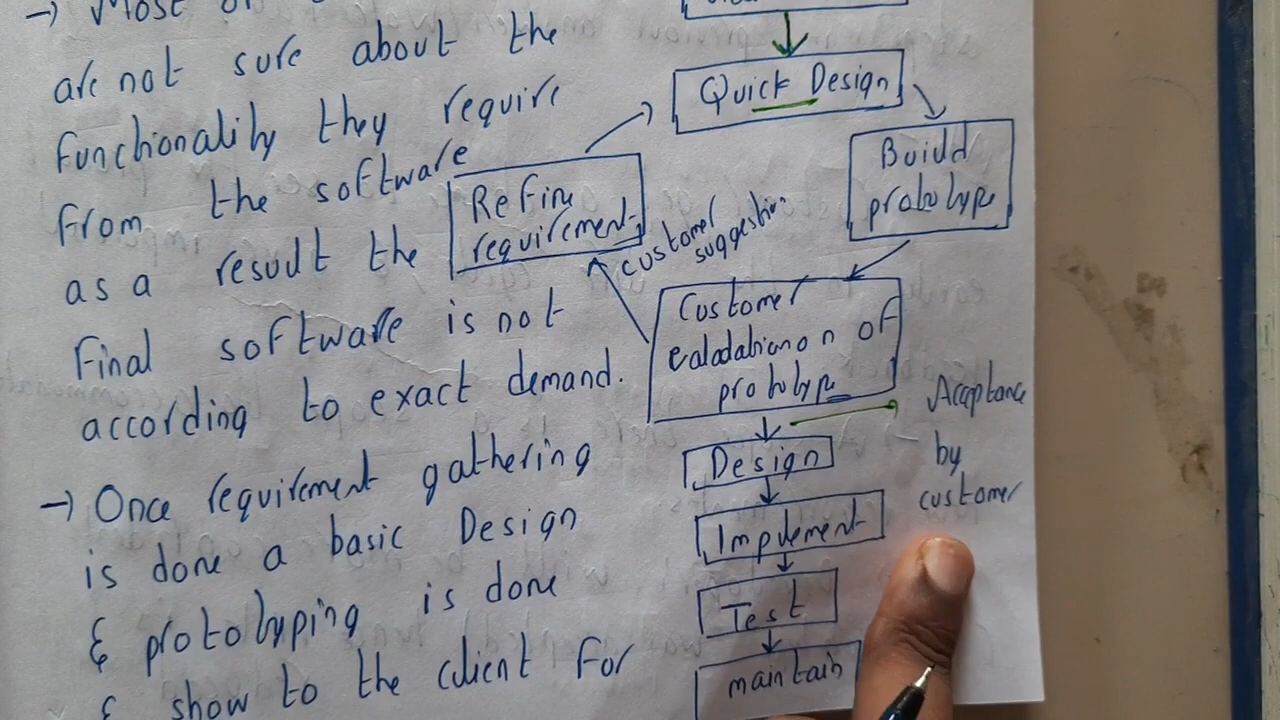 → Most of
are not sure about the
functionality they require
from the software
as a result the
final software is not
according to exact demand.
→ Once requirement gathering
is done a basic Design
& prototyping is done
& show to the client for
Quick Design
Build
prototype
Refine
requirement
customer
suggestion
Customer
of
prototype
Acceptance
by
customer
Design
Implement
Test
maintain